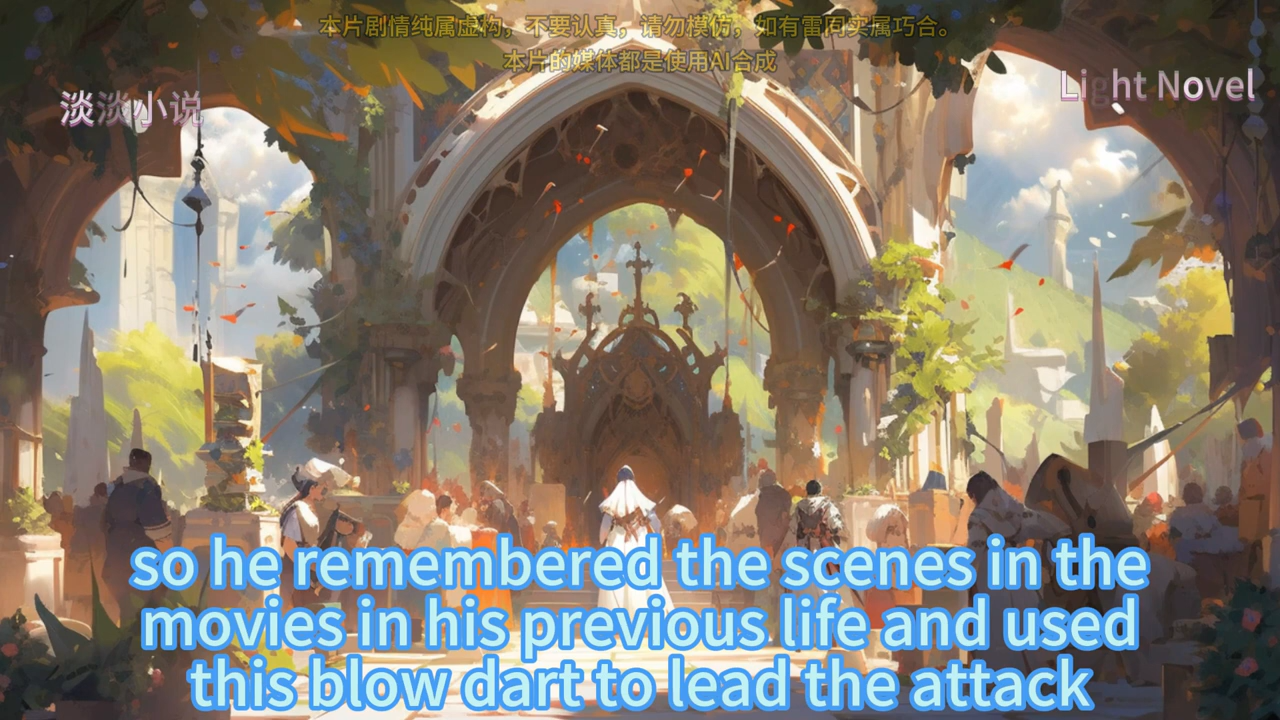 本片剧情纯属虚构，不要认真，请勿模仿，如有雷同实属巧合。
本片的媒体都是使用AI合成
淡淡小说
Light Novel
so he remembered the scenes in the
movies in his previous life and used
this blow dart to lead the attack